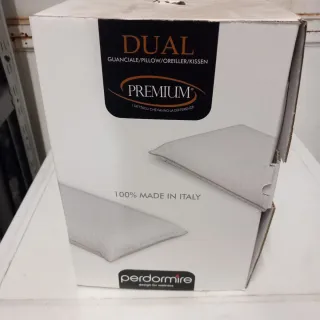 DUAL
GUANCIALE/PILLOW/OREILLER/KISSEN
PREMIUM
100% MADE IN ITALY
perdormire